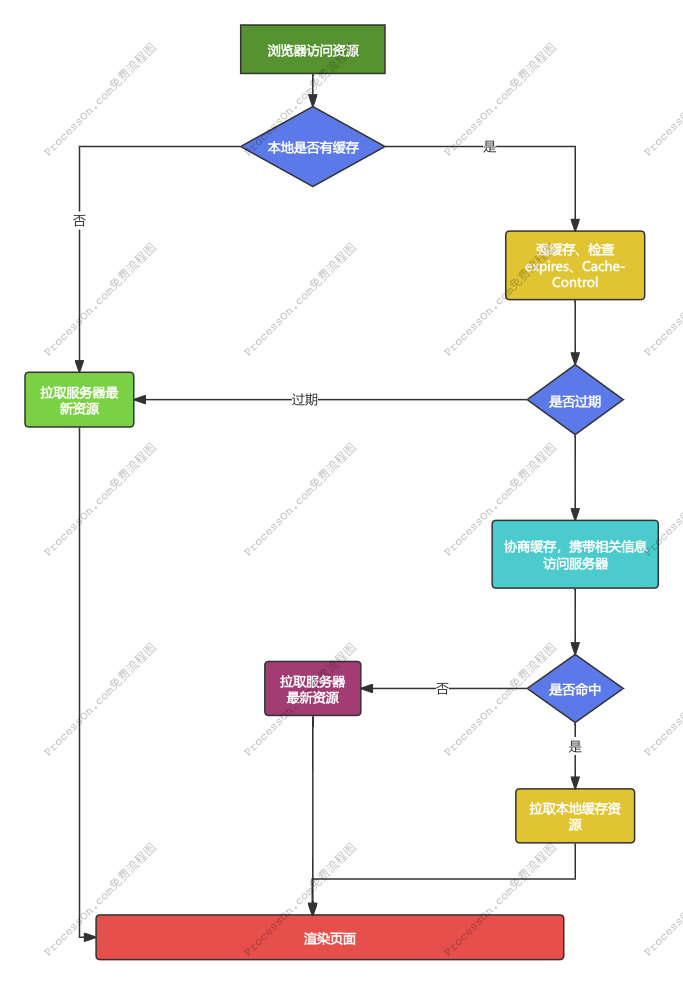 浏览器访问资源
本地是否有缓存
是
否
强缓存、检查
expires、Cache-
Control
拉取服务器最
新资源
过期
是否过期
协商缓存，携带相关信息
访问服务器
拉取服务器
最新资源
否
是否命中
是
拉取本地缓存资
源
渲染页面
ProcessOn.com免费流程图